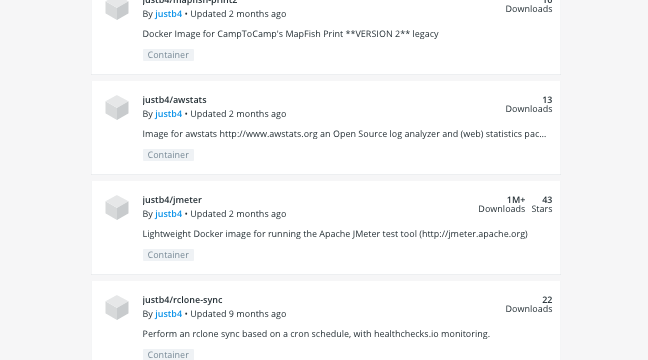 justb4/mapfish-print2
Downloads
By justb4 • Updated 2 months ago
Docker Image for CampToCamp's MapFish Print **VERSION 2** legacy
Container
justb4/awstats
13
Downloads
By justb4 • Updated 2 months ago
Image for awstats http://www.awstats.org an Open Source log analyzer and (web) statistics pac...
Container
justb4/jmeter
1M+ 43
Downloads Stars
By justb4 • Updated 2 months ago
Lightweight Docker image for running the Apache JMeter test tool (http://jmeter.apache.org)
Container
justb4/rclone-sync
22
Downloads
By justb4 • Updated 9 months ago
Perform an rclone sync based on a cron schedule, with healthchecks.io monitoring.
Container